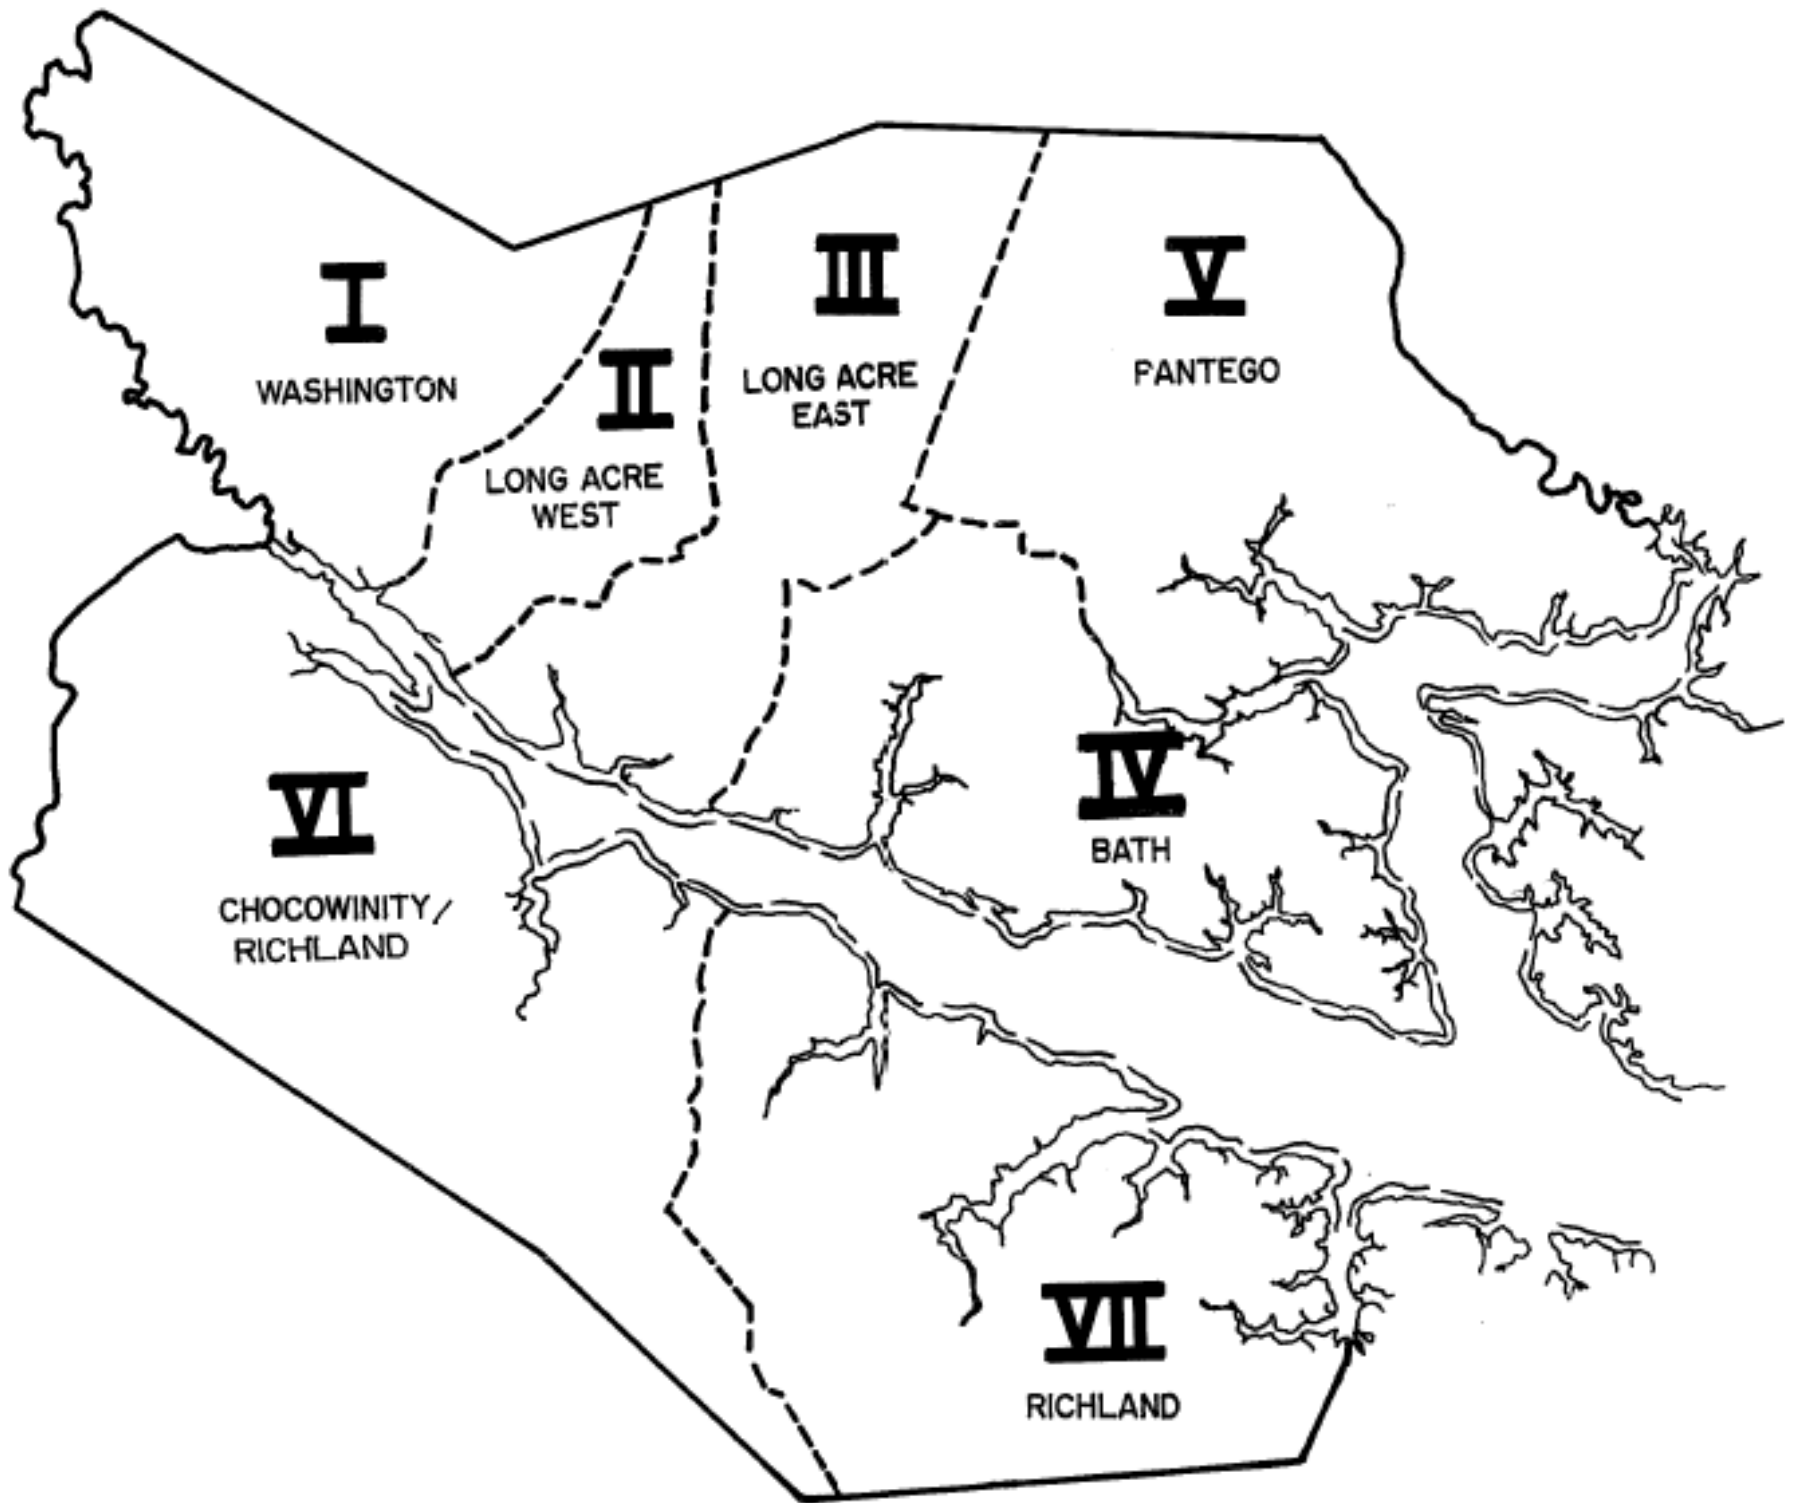 I
WASHINGTON
II
LONG ACRE
WEST
III
LONG ACRE
EAST
V
PANTEGO
IV
BATH
VI
CHOCOWINITY/
RICHLAND
VII
RICHLAND